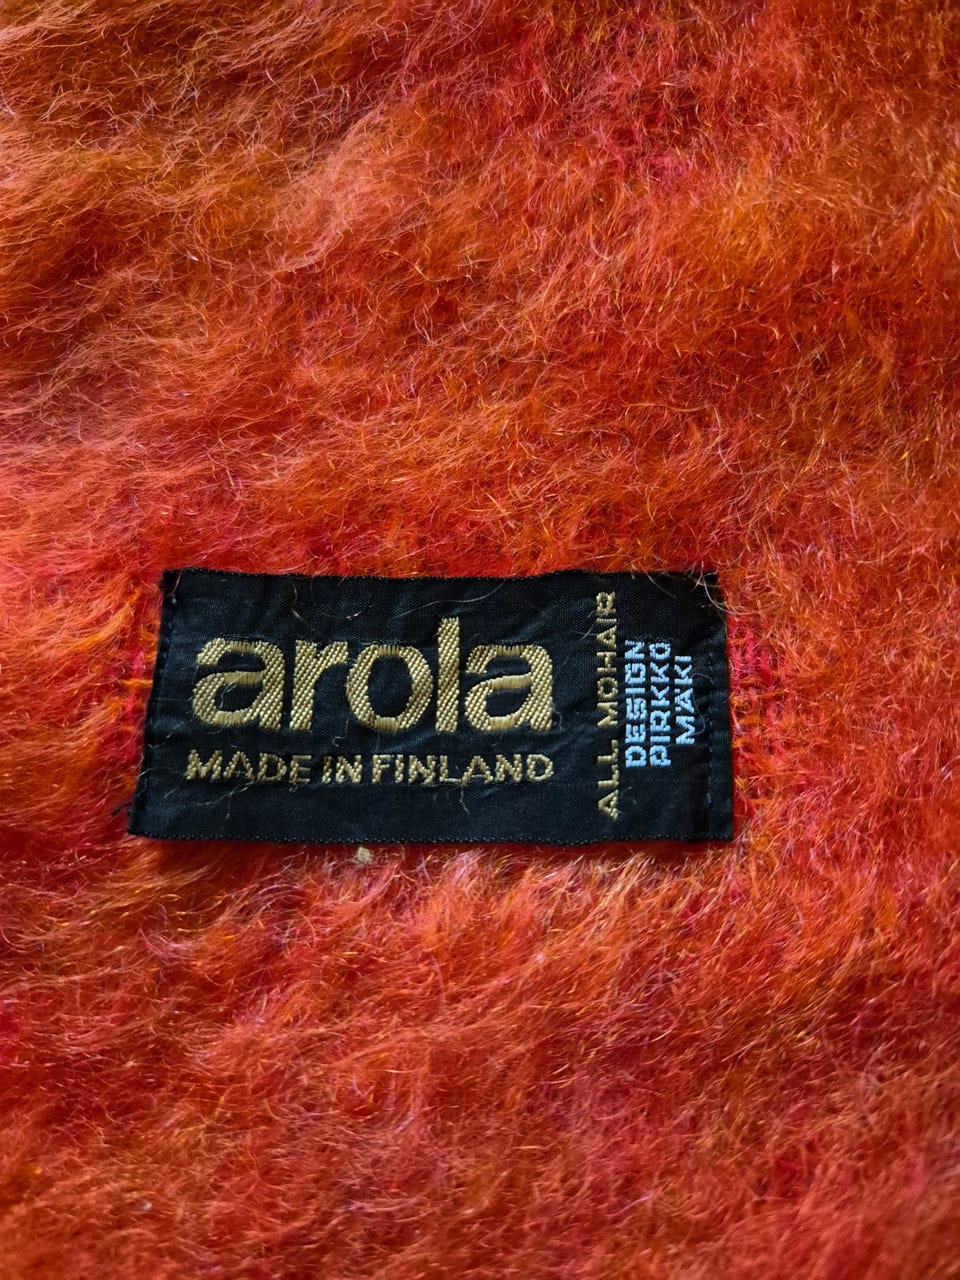 arola
MADE IN FINLAND
ALL MOHAIR
DESIGN
PIRKKO
MÄKI